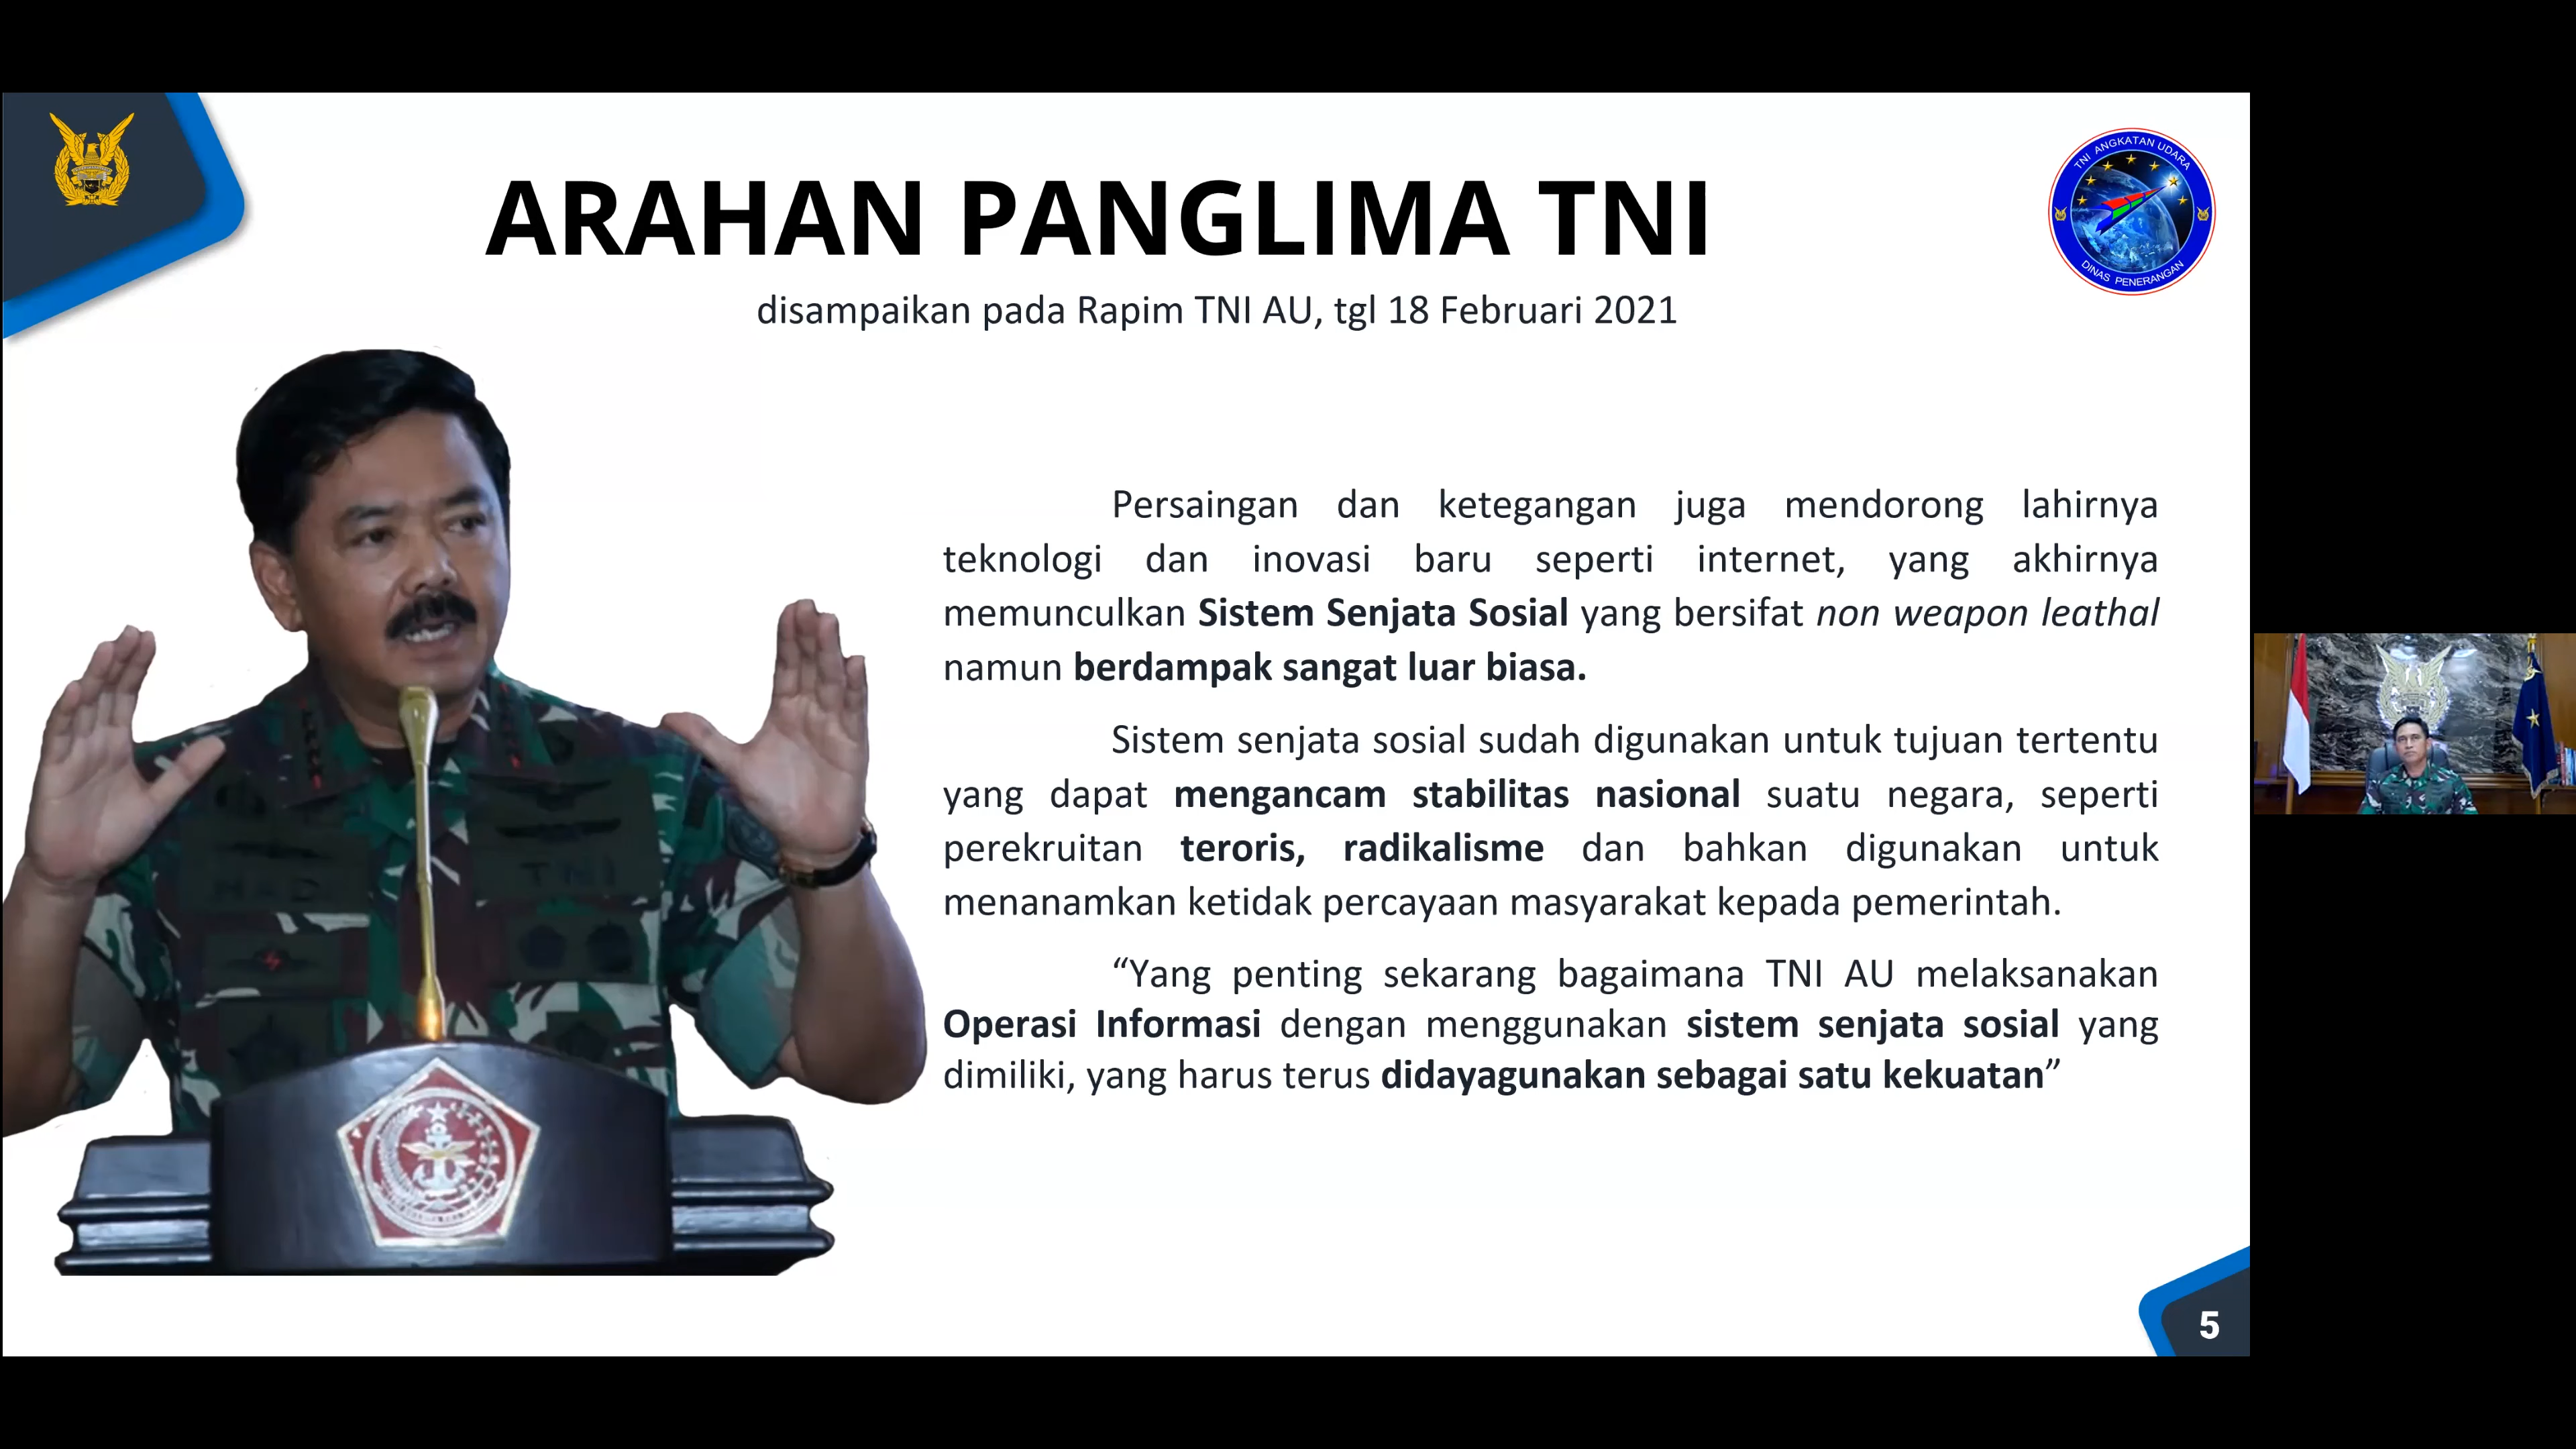 ARAHAN PANGLIMA TNI
disampaikan pada Rapim TNI AU, tgl 18 Februari 2021
TNI ANGKATAN UDARA
DINAS PENERANGAN
Persaingan dan ketegangan juga mendorong lahirnya
teknologi dan inovasi baru seperti internet, yang akhirnya
memunculkan Sistem Senjata Sosial yang bersifat non weapon leathal
namun berdampak sangat luar biasa.
Sistem senjata sosial sudah digunakan untuk tujuan tertentu
yang dapat mengancam stabilitas nasional suatu negara, seperti
perekruitan teroris, radikalisme dan bahkan digunakan untuk
menanamkan ketidak percayaan masyarakat kepada pemerintah.
“Yang penting sekarang bagaimana TNI AU melaksanakan
Operasi Informasi dengan menggunakan sistem senjata sosial yang
dimiliki, yang harus terus didayagunakan sebagai satu kekuatan”
TNI
5